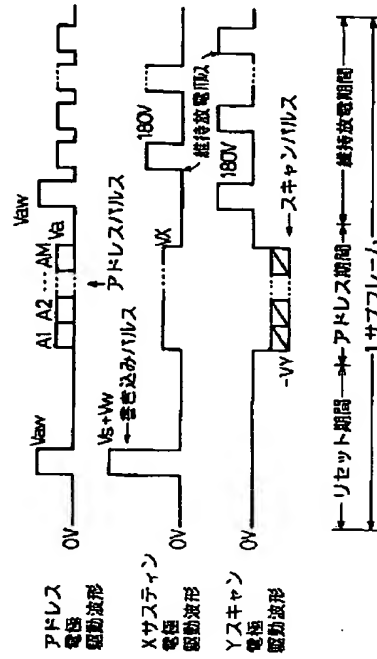 アドレス
電極
駆動波形
0V
Vaw
A1 A2 ・・・ AM
Va
Vaw
アドレスパルス
Xサスティン
電極
駆動波形
0V
Vs+Vw
書き込みパルス
VX
180V
維持放電パルス
Yスキャン
電極
駆動波形
0V
-VY
180V
スキャンパルス
リセット期間
アドレス期間
維持放電期間
1サブフレーム